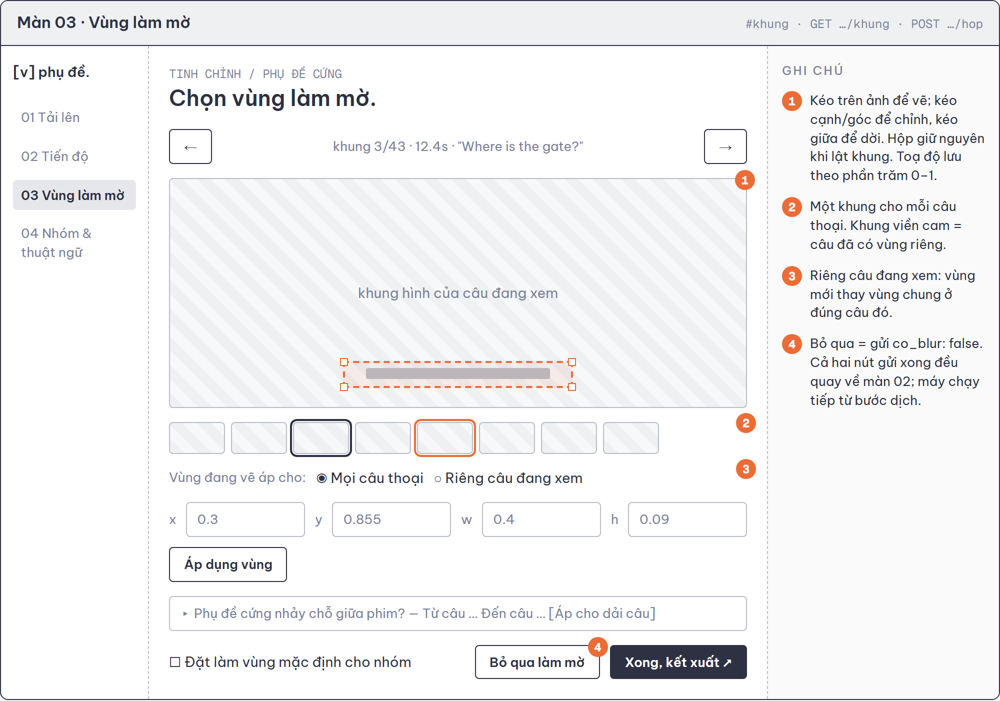 Màn 03 · Vùng làm mờ
#khung · GET …/khung · POST …/hop
[v] phụ đề.
01 Tải lên
02 Tiến độ
03 Vùng làm mờ
04 Nhóm &
thuật ngữ
TINH CHỈNH / PHỤ ĐỀ CỨNG
Chọn vùng làm mờ.
←
khung 3/43 · 12.4s · "Where is the gate?"
→
1
khung hình của câu đang xem
2
Vùng đang vẽ áp cho: ◉ Mọi câu thoại ○ Riêng câu đang xem
3
x 0.3 y 0.855 w 0.4 h 0.09
Áp dụng vùng
▸ Phụ đề cứng nhảy chỗ giữa phim? — Từ câu … Đến câu … [Áp cho dải câu]
☐ Đặt làm vùng mặc định cho nhóm
Bỏ qua làm mờ
4
Xong, kết xuất ↗
GHI CHÚ
1 Kéo trên ảnh để vẽ; kéo
cạnh/góc để chỉnh, kéo
giữa để dời. Hộp giữ nguyên
khi lật khung. Toạ độ lưu
theo phần trăm 0–1.
2 Một khung cho mỗi câu
thoại. Khung viền cam =
câu đã có vùng riêng.
3 Riêng câu đang xem: vùng
mới thay vùng chung ở
đúng câu đó.
4 Bỏ qua = gửi co_blur: false.
Cả hai nút gửi xong đều
quay về màn 02; máy chạy
tiếp từ bước dịch.